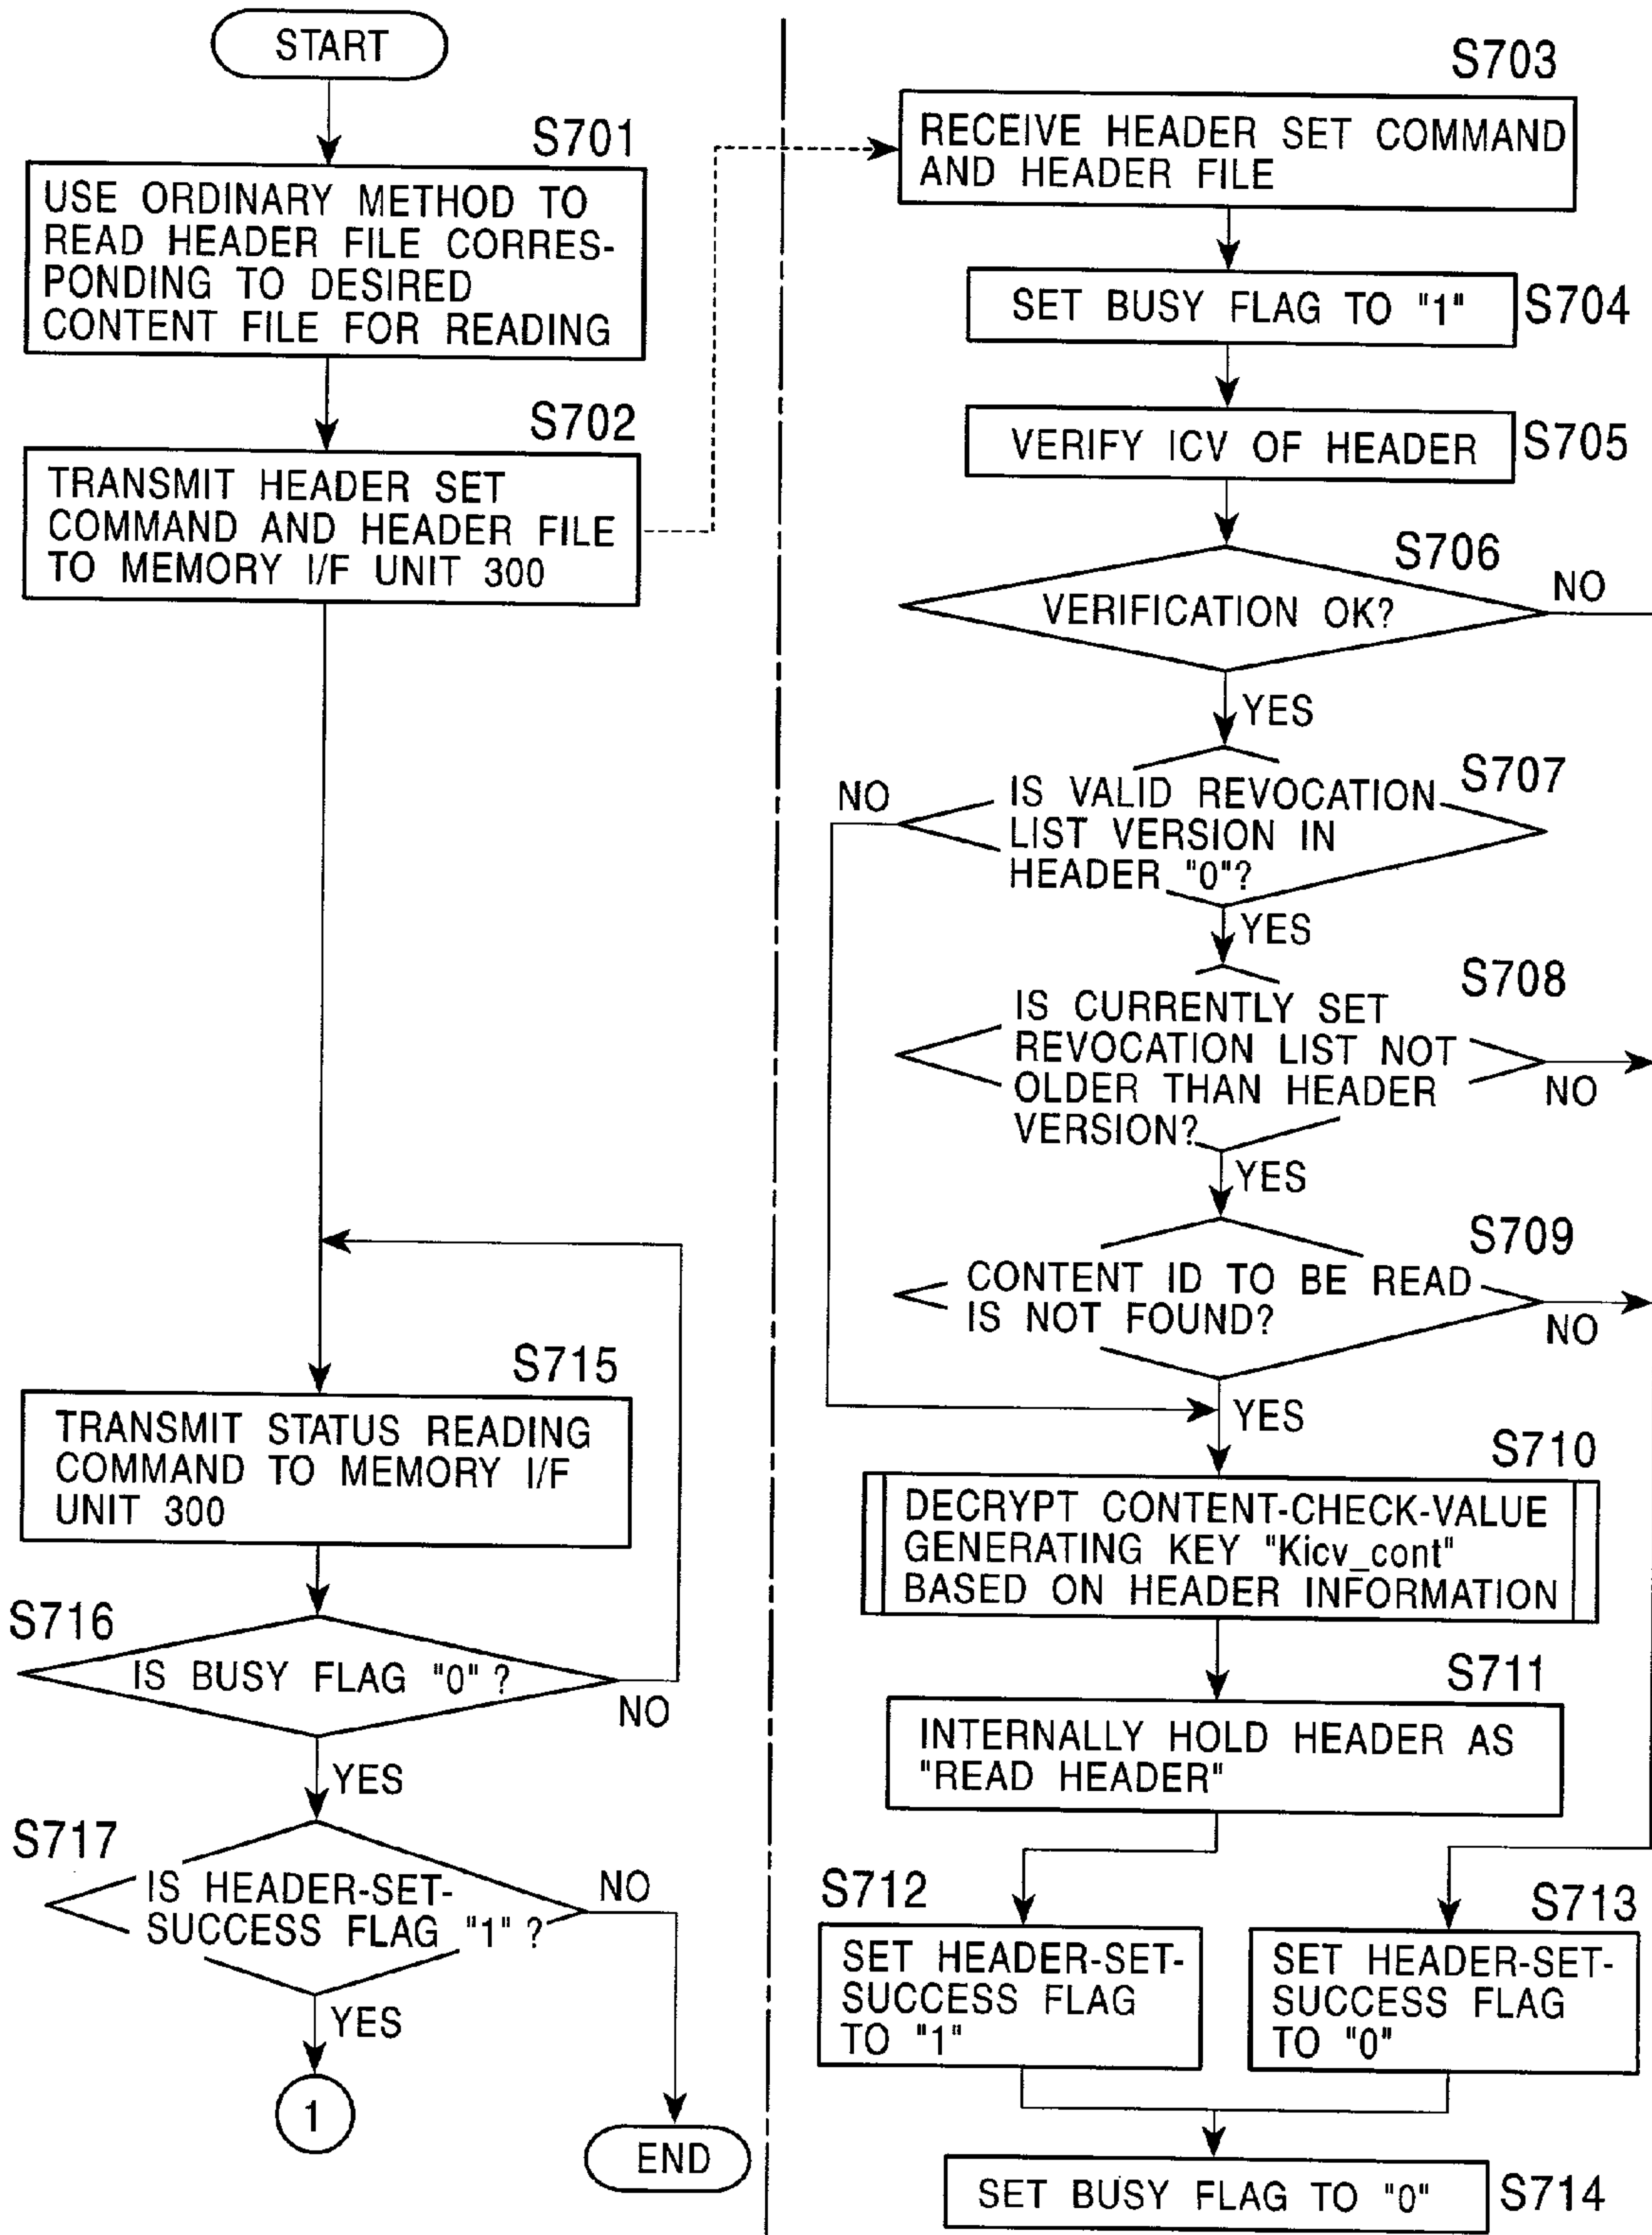 START
S701
USE ORDINARY METHOD TO
READ HEADER FILE CORRES-
PONDING TO DESIRED
CONTENT FILE FOR READING
S702
TRANSMIT HEADER SET
COMMAND AND HEADER FILE
TO MEMORY I/F UNIT 300
S715
TRANSMIT STATUS READING
COMMAND TO MEMORY I/F
UNIT 300
S716
IS BUSY FLAG "0" ?
NO
YES
S717
IS HEADER-SET-
SUCCESS FLAG "1" ?
NO
YES
1
END
S703
RECEIVE HEADER SET COMMAND
AND HEADER FILE
SET BUSY FLAG TO "1"
S704
VERIFY ICV OF HEADER
S705
S706
VERIFICATION OK?
NO
YES
S707
IS VALID REVOCATION
LIST VERSION IN
HEADER "0"?
NO
YES
S708
IS CURRENTLY SET
REVOCATION LIST NOT
OLDER THAN HEADER
VERSION?
NO
YES
S709
CONTENT ID TO BE READ
IS NOT FOUND?
NO
YES
S710
DECRYPT CONTENT-CHECK-VALUE
GENERATING KEY "Kicv_cont"
BASED ON HEADER INFORMATION
S711
INTERNALLY HOLD HEADER AS
"READ HEADER"
S712
SET HEADER-SET-
SUCCESS FLAG
TO "1"
S713
SET HEADER-SET-
SUCCESS FLAG
TO "0"
SET BUSY FLAG TO "0"
S714